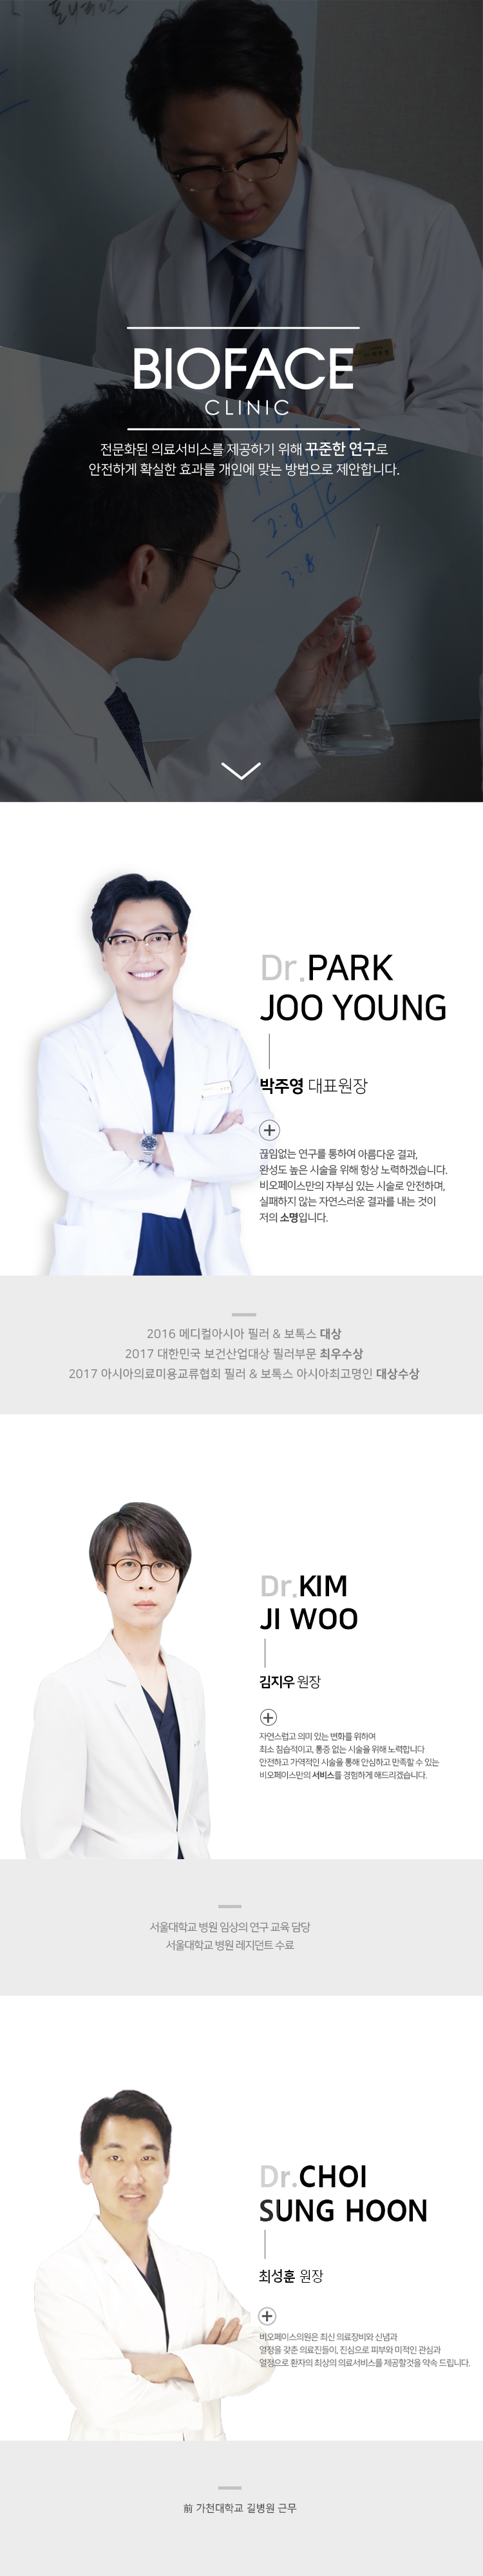 BIOFACE
CLINIC
전문화된 의료서비스를 제공하기 위해 꾸준한 연구로
안전하게 확실한 효과를 개인에 맞는 방법으로 제안합니다.
2:8
3:8
Dr.PARK
JOO YOUNG
박주영 대표원장
끊임없는 연구를 통하여 아름다운 결과,
완성도 높은 시술을 위해 항상 노력하겠습니다.
비오페이스만의 자부심 있는 시술로 안전하며,
실패하지 않는 자연스러운 결과를 내는 것이
저의 소명입니다.
2016 메디컬아시아 필러 & 보톡스 대상
2017 대한민국 보건산업대상 필러부문 최우수상
2017 아시아의료미용교류협회 필러 & 보톡스 아시아최고명인 대상수상
Dr.KIM
JI WOO
김지우 원장
자연스럽고 의미 있는 변화를 위하여
최소 침습적이고, 통증 없는 시술을 위해 노력합니다
안전하고 가역적인 시술을 통해 안심하고 만족할 수 있는
비오페이스만의 서비스를 경험하게 해드리겠습니다.
서울대학교 병원 임상의 연구 교육 담당
서울대학교 병원 레지던트 수료
Dr.CHOI
SUNG HOON
최성훈 원장
비오페이스의원은 최신 의료장비와 신념과
열정을 갖춘 의료진들이, 진심으로 피부와 미적인 관심과
열정으로 환자의 최상의 의료서비스를 제공할것을 약속 드립니다.
前 가천대학교 길병원 근무